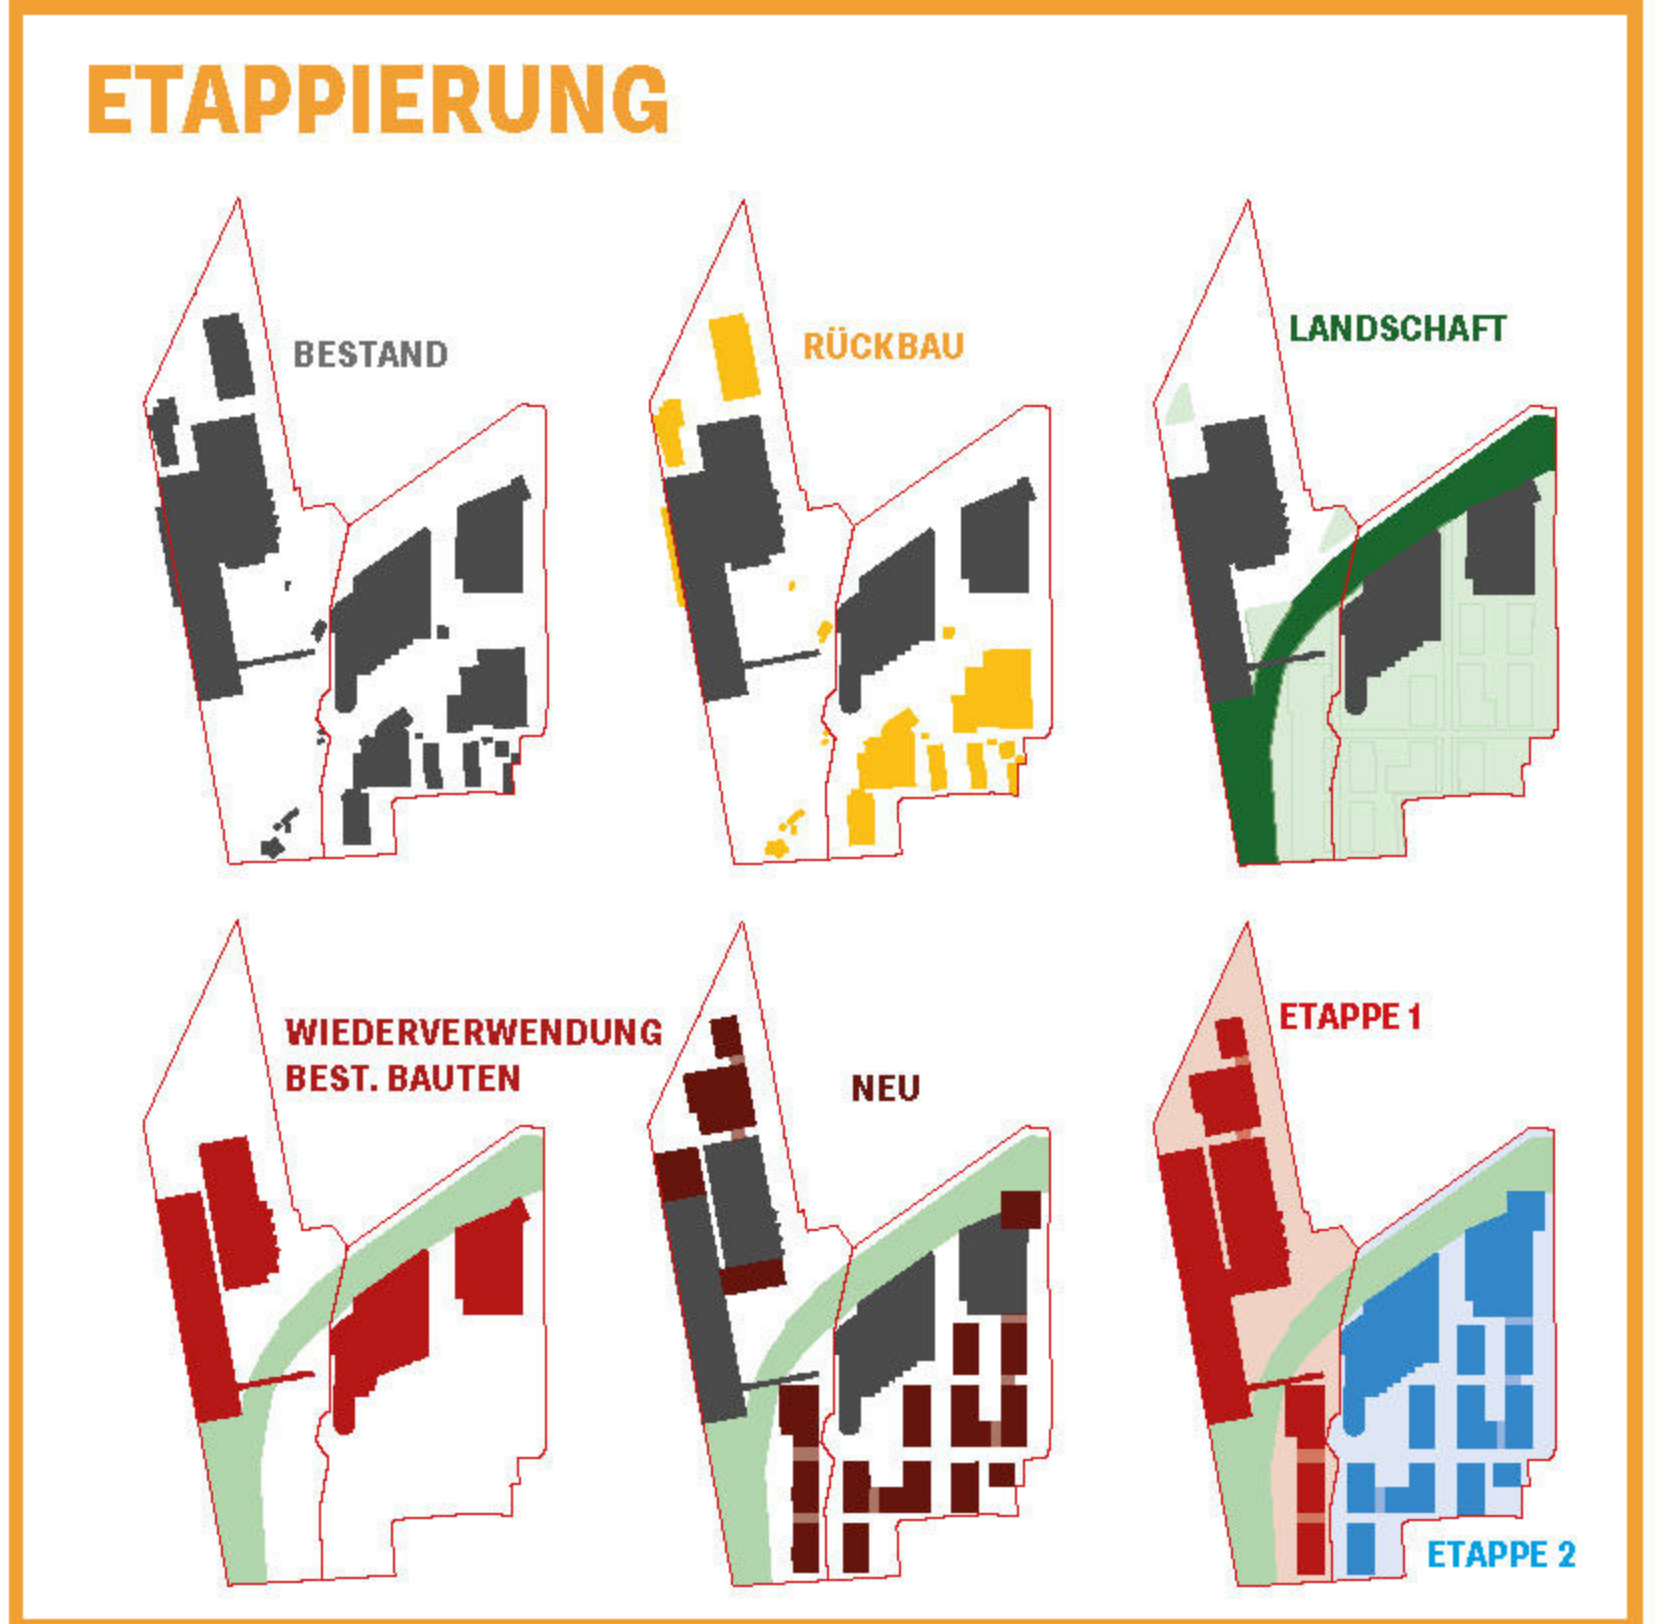 ETAPPIERUNG
BESTAND
RÜCKBAU
LANDSCHAFT
WIEDERVERWENDUNG
BEST. BAUTEN
NEU
ETAPPE 1
ETAPPE 2